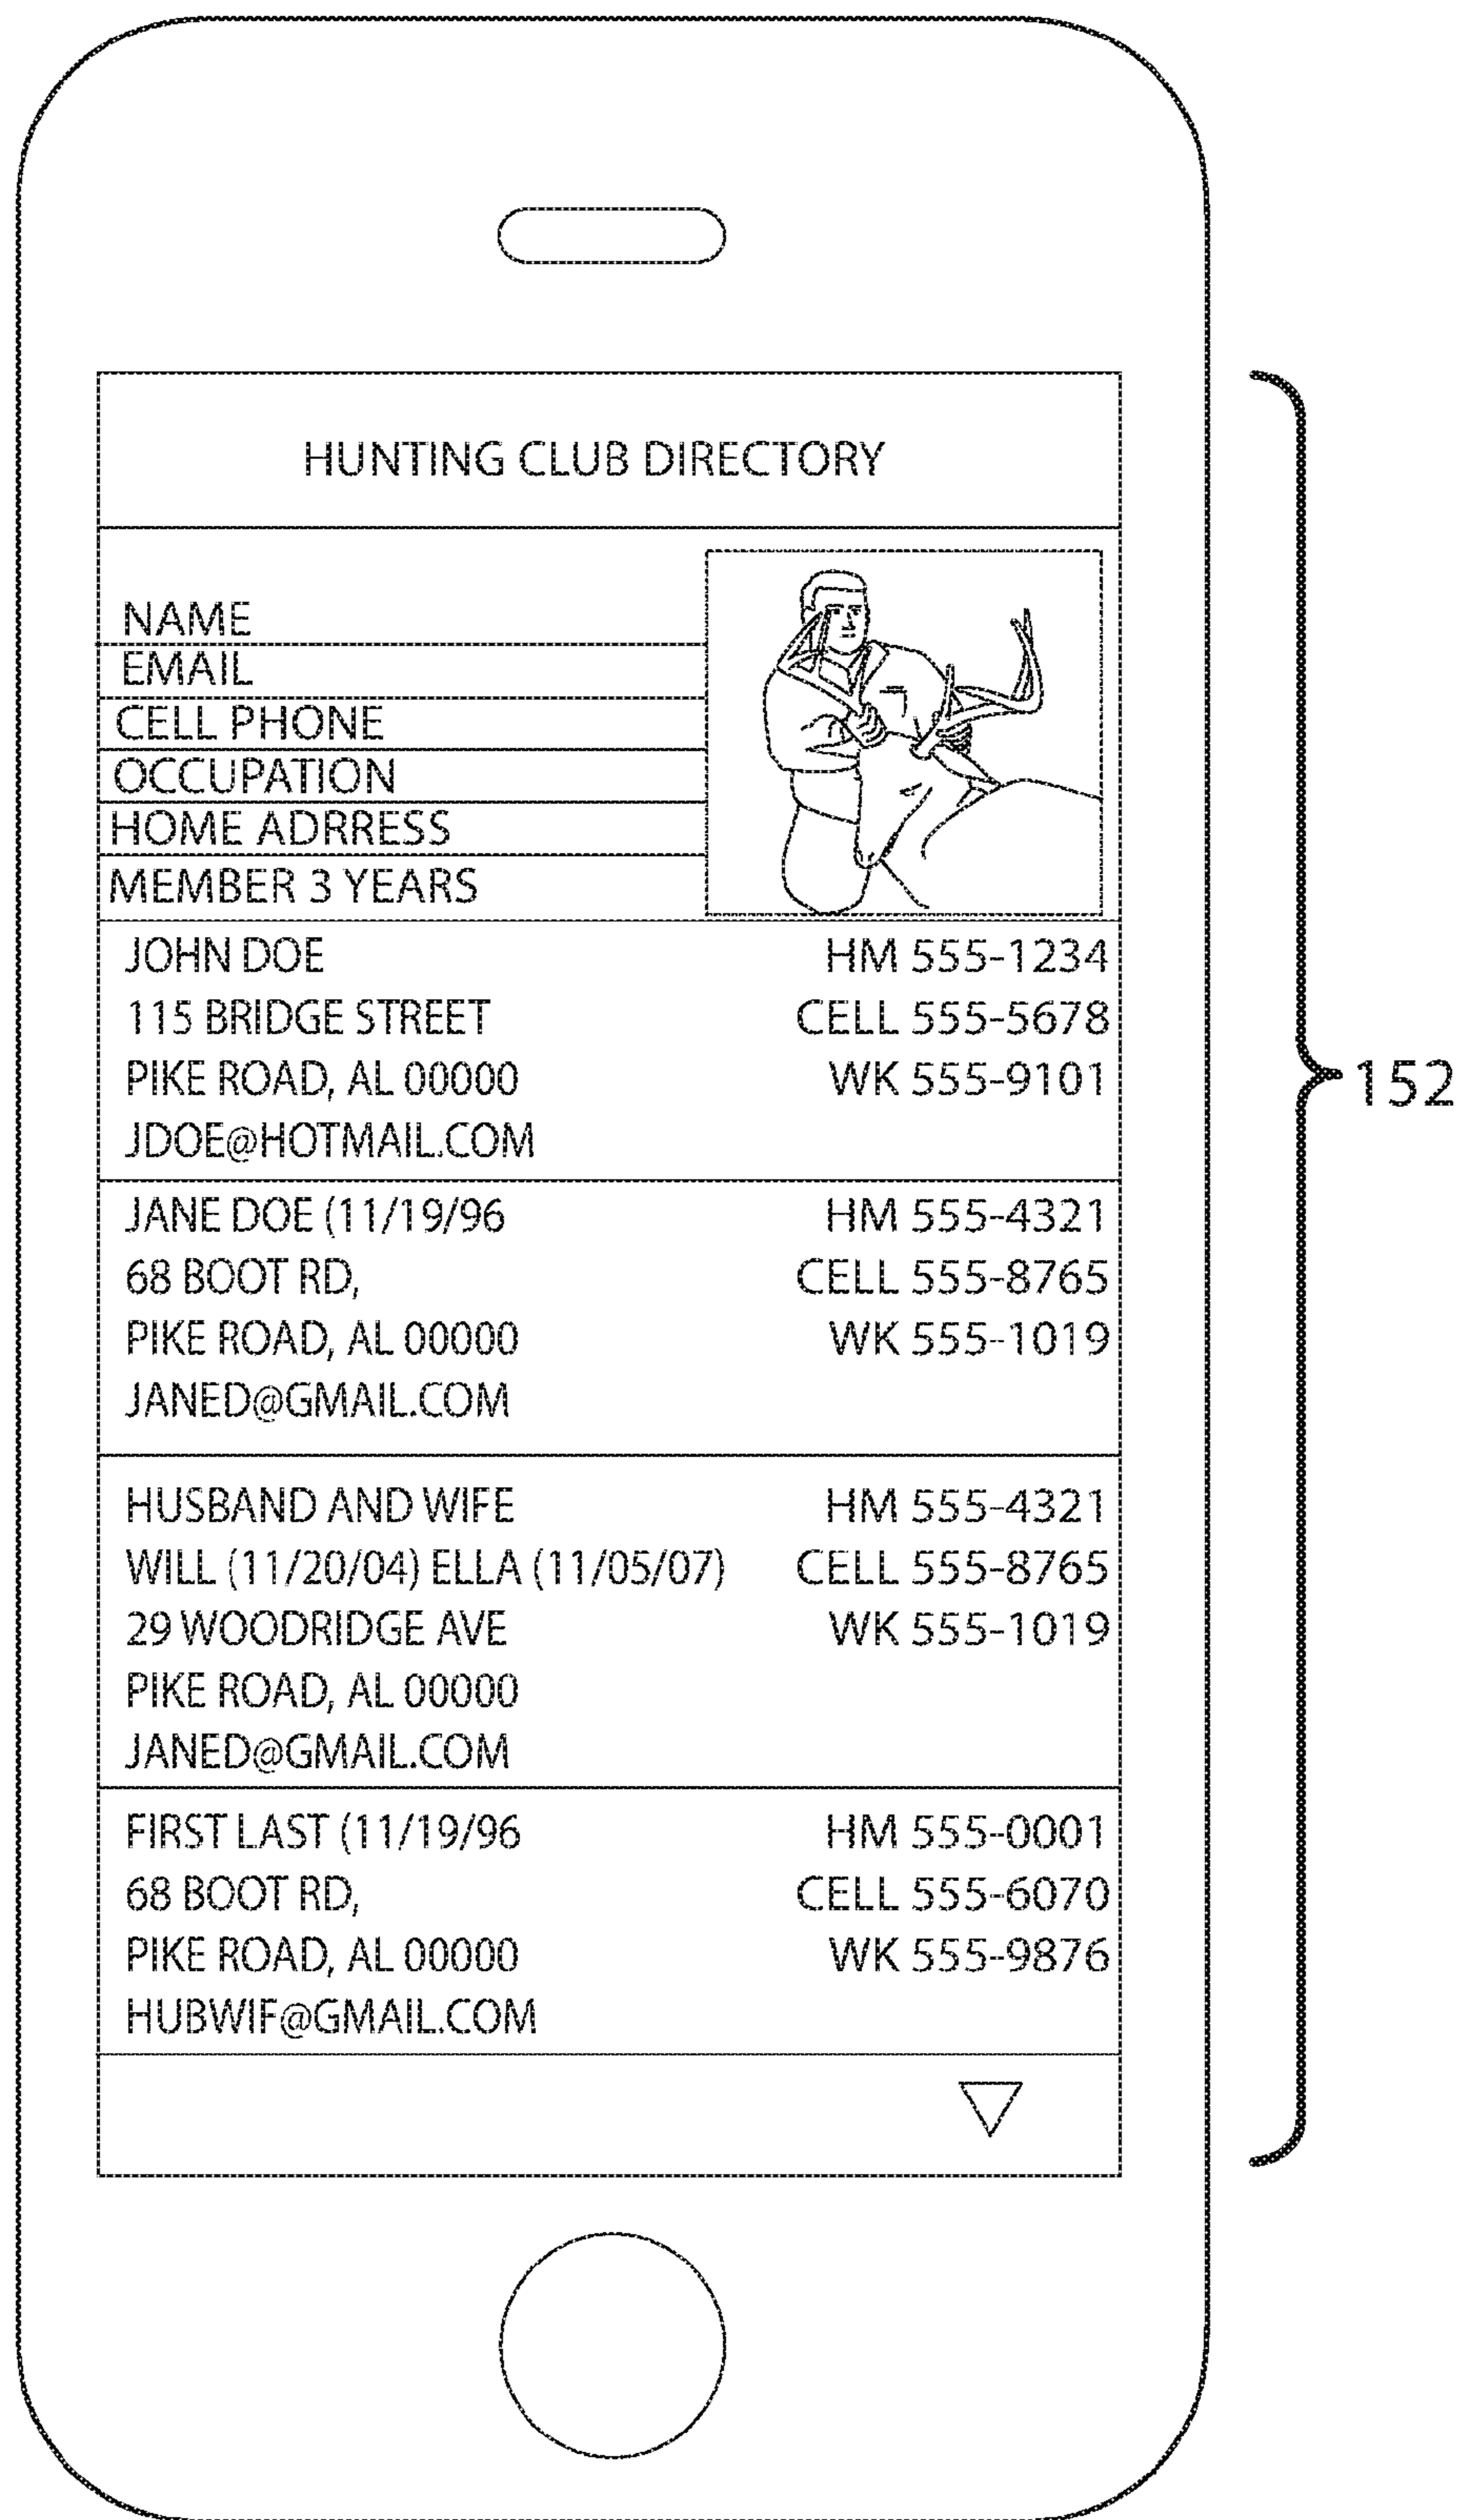 HUNTING CLUB DIRECTORY
NAME
EMAIL
CELL PHONE
OCCUPATION
HOME ADRRESS
MEMBER 3 YEARS
JOHN DOE HM 555-1234
115 BRIDGE STREET CELL 555-5678
PIKE ROAD, AL 00000 WK 555-9101
JDOE@HOTMAIL.COM
JANE DOE (11/19/96 HM 555-4321
68 BOOT RD, CELL 555-8765
PIKE ROAD, AL 00000 WK 555-1019
JANED@GMAIL.COM
HUSBAND AND WIFE HM 555-4321
WILL (11/20/04) ELLA (11/05/07) CELL 555-8765
29 WOODRIDGE AVE WK 555-1019
PIKE ROAD, AL 00000
JANED@GMAIL.COM
FIRST LAST (11/19/96 HM 555-0001
68 BOOT RD, CELL 555-6070
PIKE ROAD, AL 00000 WK 555-9876
HUBWIF@GMAIL.COM
152